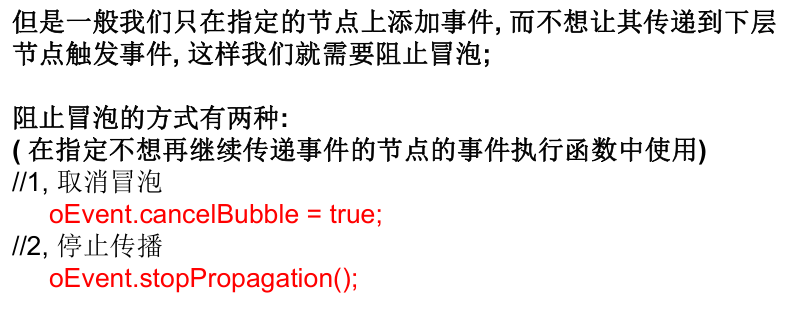 但是一般我们只在指定的节点上添加事件, 而不想让其传递到下层
节点触发事件, 这样我们就需要阻止冒泡;
阻止冒泡的方式有两种:
( 在指定不想再继续传递事件的节点的事件执行函数中使用)
//1, 取消冒泡
oEvent.cancelBubble = true;
//2, 停止传播
oEvent.stopPropagation();